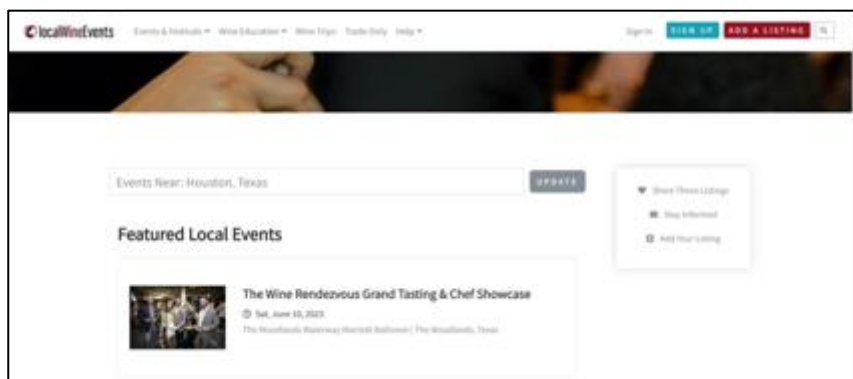 localWineEvents
Events & Festivals Wine Education Wine Trips Trade Only Help Sign In SIGN UP ADD A LISTING
Events Near: Houston, Texas UPDATE
Share These Listings
Stay Informed
Add Your Listing
Featured Local Events
The Wine Rendezvous Grand Tasting & Chef Showcase
Sat, June 10, 2023
The Woodlands Waterway Marriott Ballroom | The Woodlands, Texas